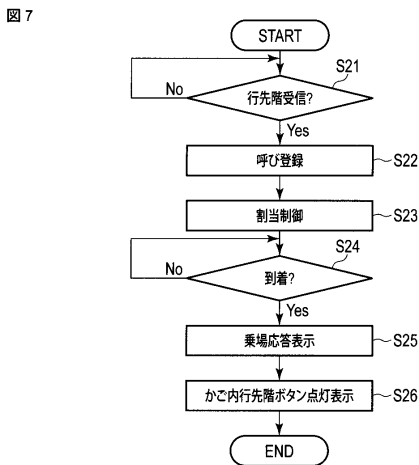 図7
START
S21
行先階受信?
No
Yes
呼び登録
S22
割当制御
S23
S24
到着?
No
Yes
乗場応答表示
S25
かご内行先階ボタン点灯表示
S26
END